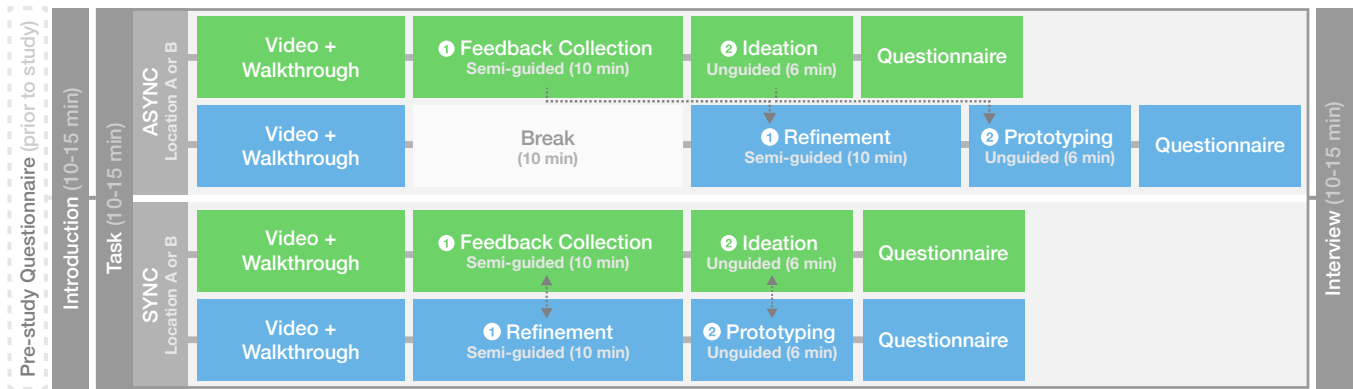 Pre-study Questionnaire (prior to study)
Introduction (10-15 min)
Task (10-15 min)
ASYNC
Location A or B
Video +
Walkthrough
❶ Feedback Collection
Semi-guided (10 min)
❷ Ideation
Unguided (6 min)
Questionnaire
Video +
Walkthrough
Break
(10 min)
❶ Refinement
Semi-guided (10 min)
❷ Prototyping
Unguided (6 min)
Questionnaire
SYNC
Location A or B
Video +
Walkthrough
❶ Feedback Collection
Semi-guided (10 min)
❷ Ideation
Unguided (6 min)
Questionnaire
Video +
Walkthrough
❶ Refinement
Semi-guided (10 min)
❷ Prototyping
Unguided (6 min)
Questionnaire
Interview (10-15 min)